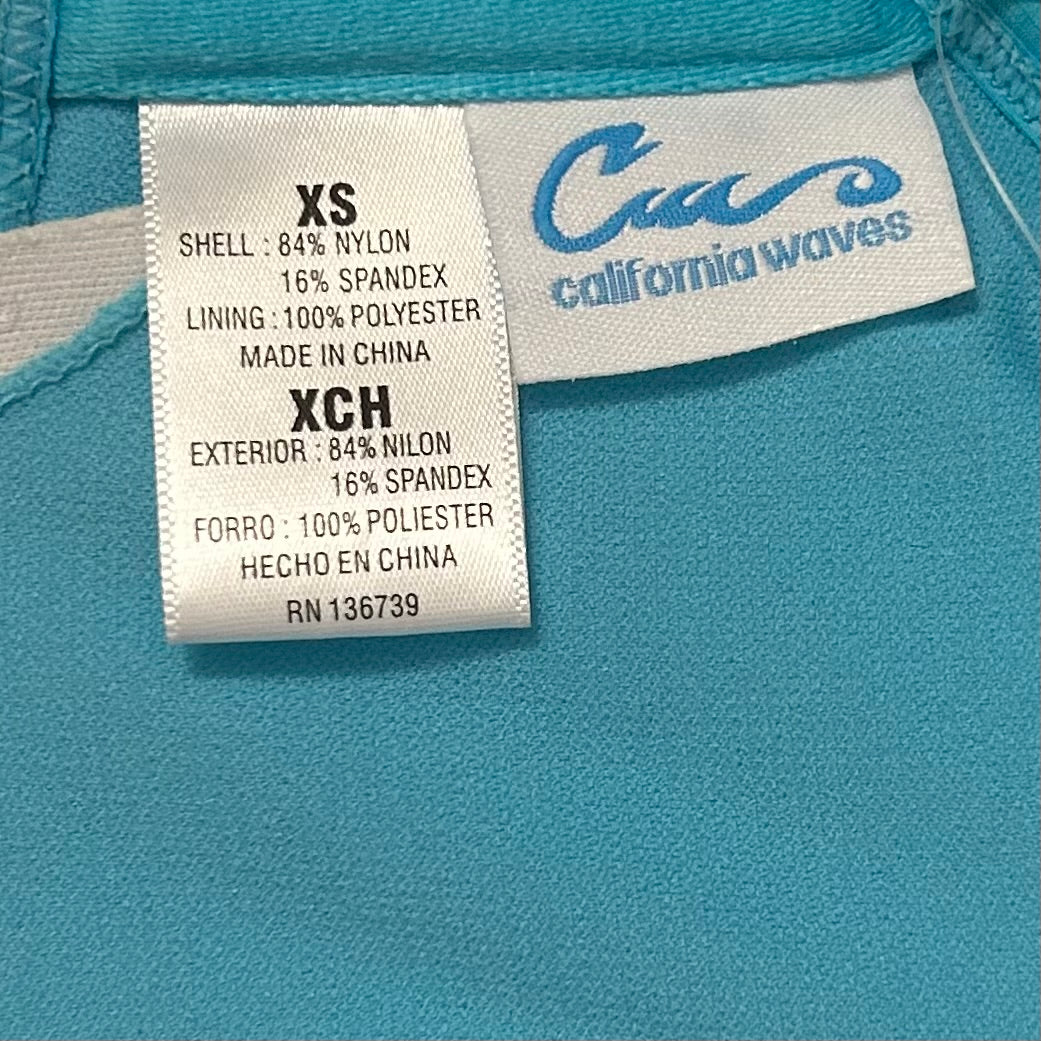 XS
SHELL : 84% NYLON
16% SPANDEX
LINING : 100% POLYESTER
MADE IN CHINA
XCH
EXTERIOR : 84% NILON
16% SPANDEX
FORRO : 100% POLIESTER
HECHO EN CHINA
RN 136739
california waves